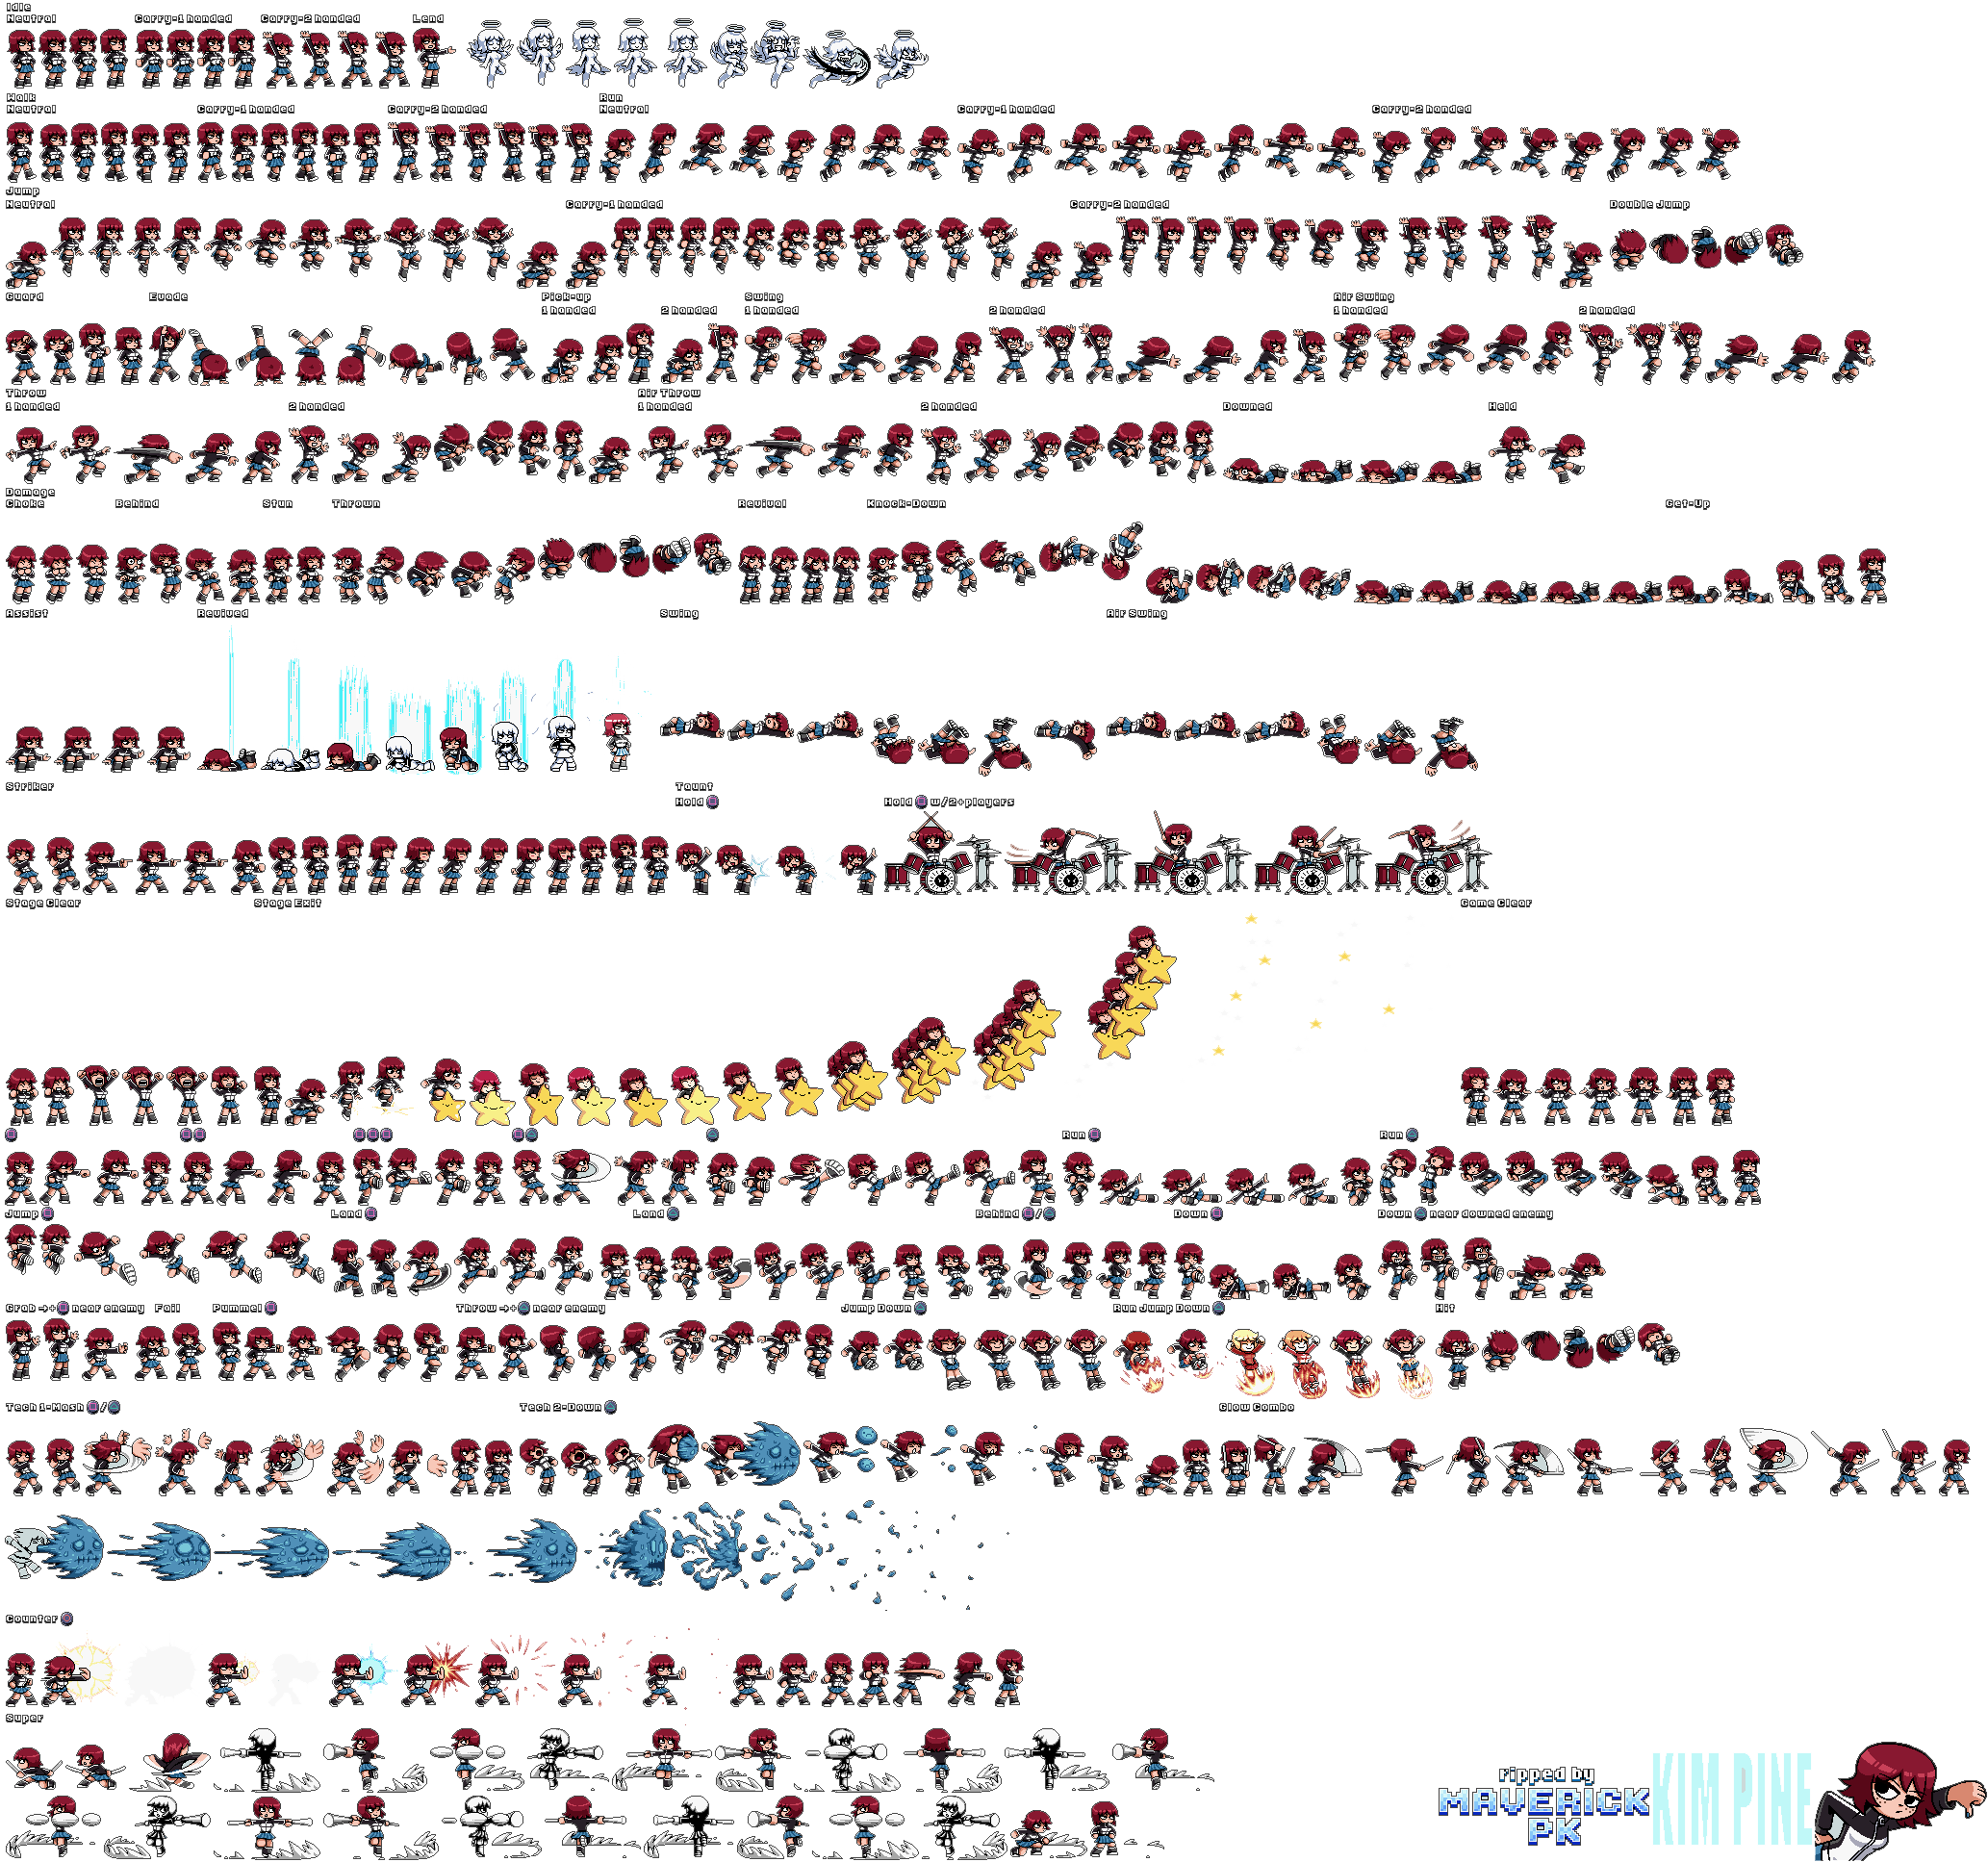 Idle
Neutral Carry-1 handed Carry-2 handed Lend
Walk Run
Neutral Carry-1 handed Carry-2 handed Neutral Carry-1 handed Carry-2 handed
Jump
Neutral Carry-1 handed Carry-2 handed Double Jump
Guard Evade Pick-up Swing Air Swing
1 handed 2 handed 1 handed 2 handed 1 handed 2 handed
Throw Air Throw
1 handed 2 handed 1 handed 2 handed Downed Held
Damage
Choke Behind Stun Thrown Revival Knock-Down Get-Up
Assist Revived Swing Air Swing
Striker Taunt
Hold Hold w/2+players
Stage Clear Stage Exit Game Clear
Run Run
Jump Land Land Behind / Down Down near downed enemy
Grab →+ near enemy Fail Pummel Throw →+ near enemy Jump Down Run Jump Down Hit
Tech 1-Mash / Tech 2-Down Glow Combo
Counter
Super
ripped by
MAVERICK
PK
KIM PINE